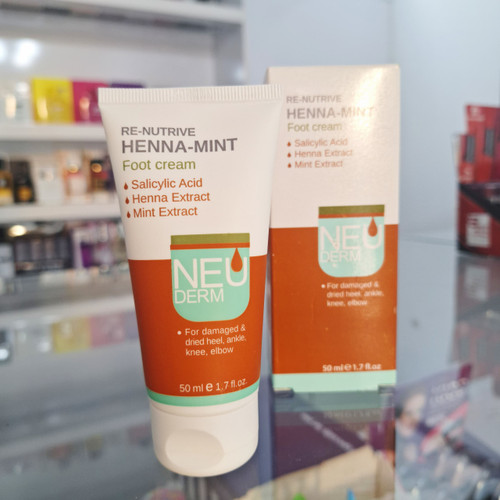 RE-NUTRIVE
HENNA-MINT
Foot cream
Salicylic Acid
Henna Extract
Mint Extract
NEU
DERM
• For damaged &
dried heel, ankle,
knee, elbow
50 ml e 1.7 fl.oz.
RE-NUTRIVE
HENNA-MINT
Foot cream
Salicylic Acid
Henna Extract
Mint Extract
NEU
DERM
• For damaged &
dried heel, ankle,
knee, elbow
50 ml e 1.7 fl.oz